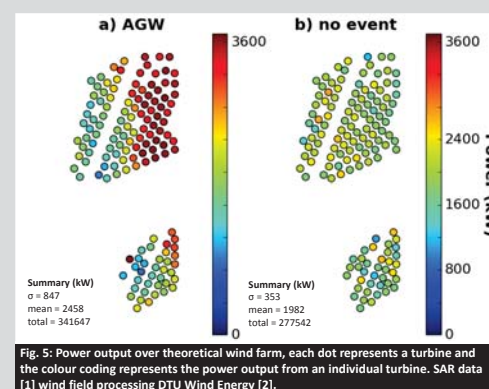 a) AGW
b) no event
3600
0
3600
2400
1600
800
0
Power (kW)
Summary (kW)
σ = 847
mean = 2458
total = 341647
Summary (kW)
σ = 353
mean = 1982
total = 277542
Fig. 5: Power output over theoretical wind farm, each dot represents a turbine and
the colour coding represents the power output from an individual turbine. SAR data
[1] wind field processing DTU Wind Energy [2].